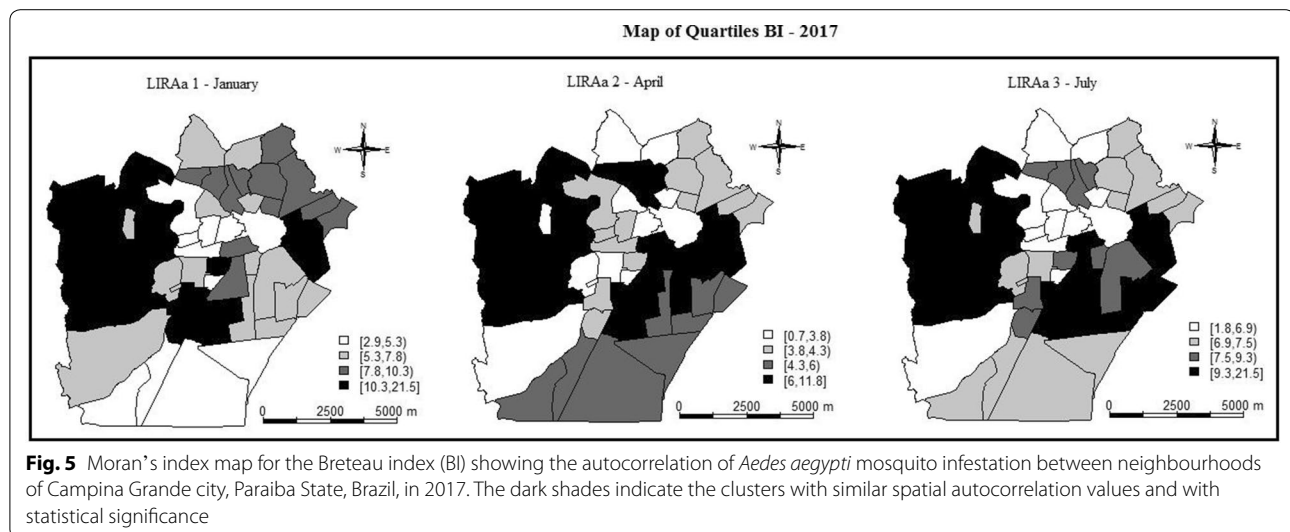 Map of Quartiles BI - 2017
LIRAa 1 - January
N
W
E
S
[2.9,5.3)
[5.3,7.8)
[7.8,10.3)
[10.3,21.5]
0 2500 5000 m
LIRAa 2 - April
N
W
E
S
[0.7,3.8)
[3.8,4.3)
[4.3,6)
[6,11.8]
0 2500 5000 m
LIRAa 3 - July
N
W
E
S
[1.8,6.9)
[6.9,7.5)
[7.5,9.3)
[9.3,21.5]
0 2500 5000 m
Fig. 5 Moran's index map for the Breteau index (BI) showing the autocorrelation of Aedes aegypti mosquito infestation between neighbourhoods
of Campina Grande city, Paraiba State, Brazil, in 2017. The dark shades indicate the clusters with similar spatial autocorrelation values and with
statistical significance